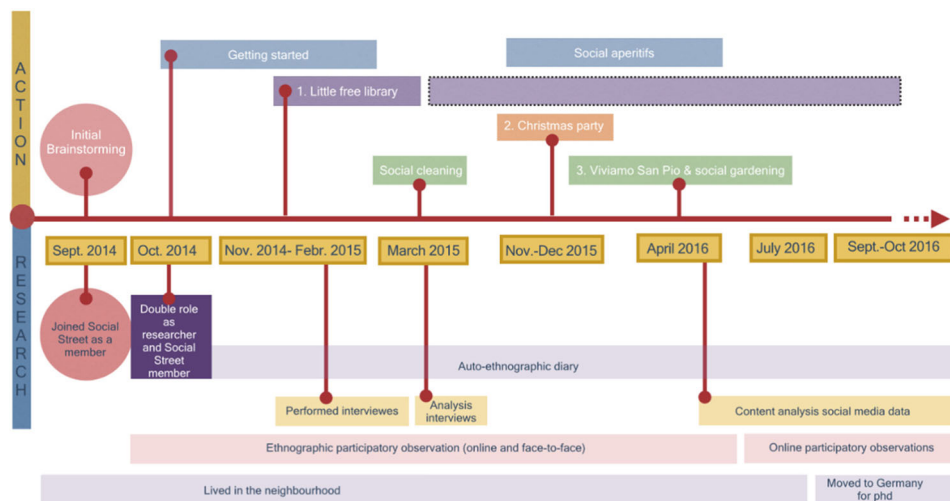 ACTION
Getting started
Social aperitifs
1. Little free library
Initial
Brainstorming
2. Christmas party
Social cleaning
3. Viviamo San Pio & social gardening
Sept. 2014
Oct. 2014
Nov. 2014- Febr. 2015
March 2015
Nov.-Dec 2015
April 2016
July 2016
Sept.-Oct 2016
RESEARCH
Joined Social
Street as a
member
Double role
as
researcher
and Social
Street
member
Auto-ethnographic diary
Performed interviewes
Analysis
interviews
Content analysis social media data
Ethnographic participatory observation (online and face-to-face)
Online participatory observations
Lived in the neighbourhood
Moved to Germany
for phd